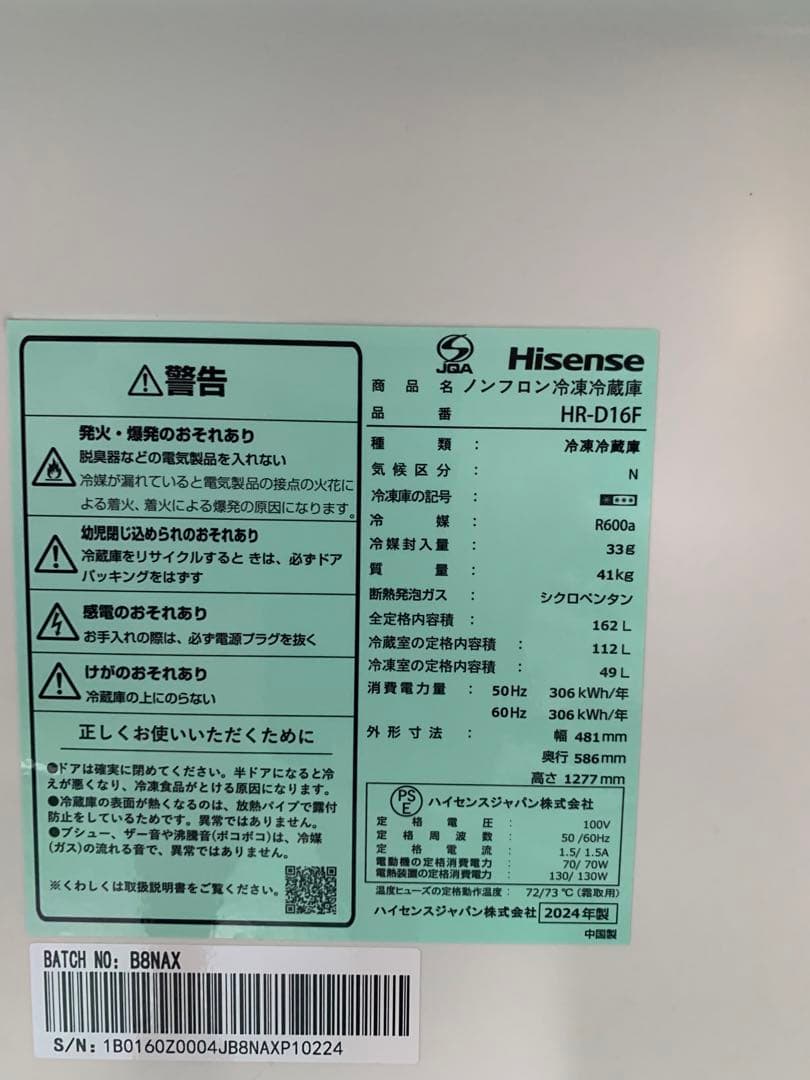 警告
発火・爆発のおそれあり
脱臭器などの電気製品を入れない
冷媒が漏れていると電気製品の接点の火花に
よる着火、着火による爆発の原因になります。
幼児閉じ込められのおそれあり
冷蔵庫をリサイクルすると きは、必ずドア
パッキングをはずす
感電のおそれあり
お手入れの際は、必ず電源プラグを抜く
けがのおそれあり
冷蔵庫の上にのらない
正しくお使いいただくために
●ドアは確実に閉めてください。半ドアになると冷
えが悪くなり、冷凍食品がとける原因になります。
●冷蔵庫の表面が熱くなるのは、放熱パイプで露付
防止をしているためです。異常ではありません。
●ブシュー、ザー音や沸騰音(ボコボコ)は、冷媒
(ガス)の流れる音で、異常ではありません。
※くわしくは取扱説明書をご覧ください。
JQA Hisense
商品名 ノンフロン冷凍冷蔵庫
品番 HR-D16F
種類 : 冷凍冷蔵庫
気候区分 : N
冷凍庫の記号 :
冷媒 : R600a
冷媒封入量 : 33g
質量 : 41kg
断熱発泡ガス : シクロペンタン
全定格内容積 : 162 L
冷蔵室の定格内容積 : 112 L
冷凍室の定格内容積 : 49 L
消費電力量 : 50Hz 306 kWh/年
60Hz 306 kWh/年
外形寸法 : 幅 481mm
奥行 586mm
高さ 1277mm
PSE ハイセンスジャパン株式会社
定格電圧 : 100V
定格周波数 : 50 /60Hz
定格電流 : 1.5/ 1.5A
電動機の定格消費電力 : 70/ 70W
電熱装置の定格消費電力 : 130/ 130W
温度ヒューズの定格動作温度 : 72/73 ℃ (霜取用)
ハイセンスジャパン株式会社 2024年製
中国製
BATCH NO: B8NAX
S/N: 1B0160Z0004JB8NAXP10224